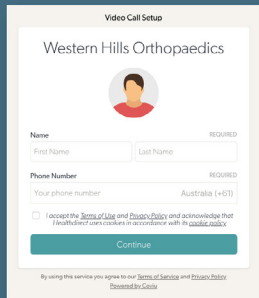 Video Call Setup
Western Hills Orthopaedics
Name REQUIRED
First Name Last Name
Phone Number REQUIRED
Your phone number Australia (+61)
I accept the Terms of Use and Privacy Policy and acknowledge that
Healthdirect uses cookies in accordance with its cookie policy
Continue
By using this service you agree to our Terms of Service and Privacy Policy
Powered by Coviu